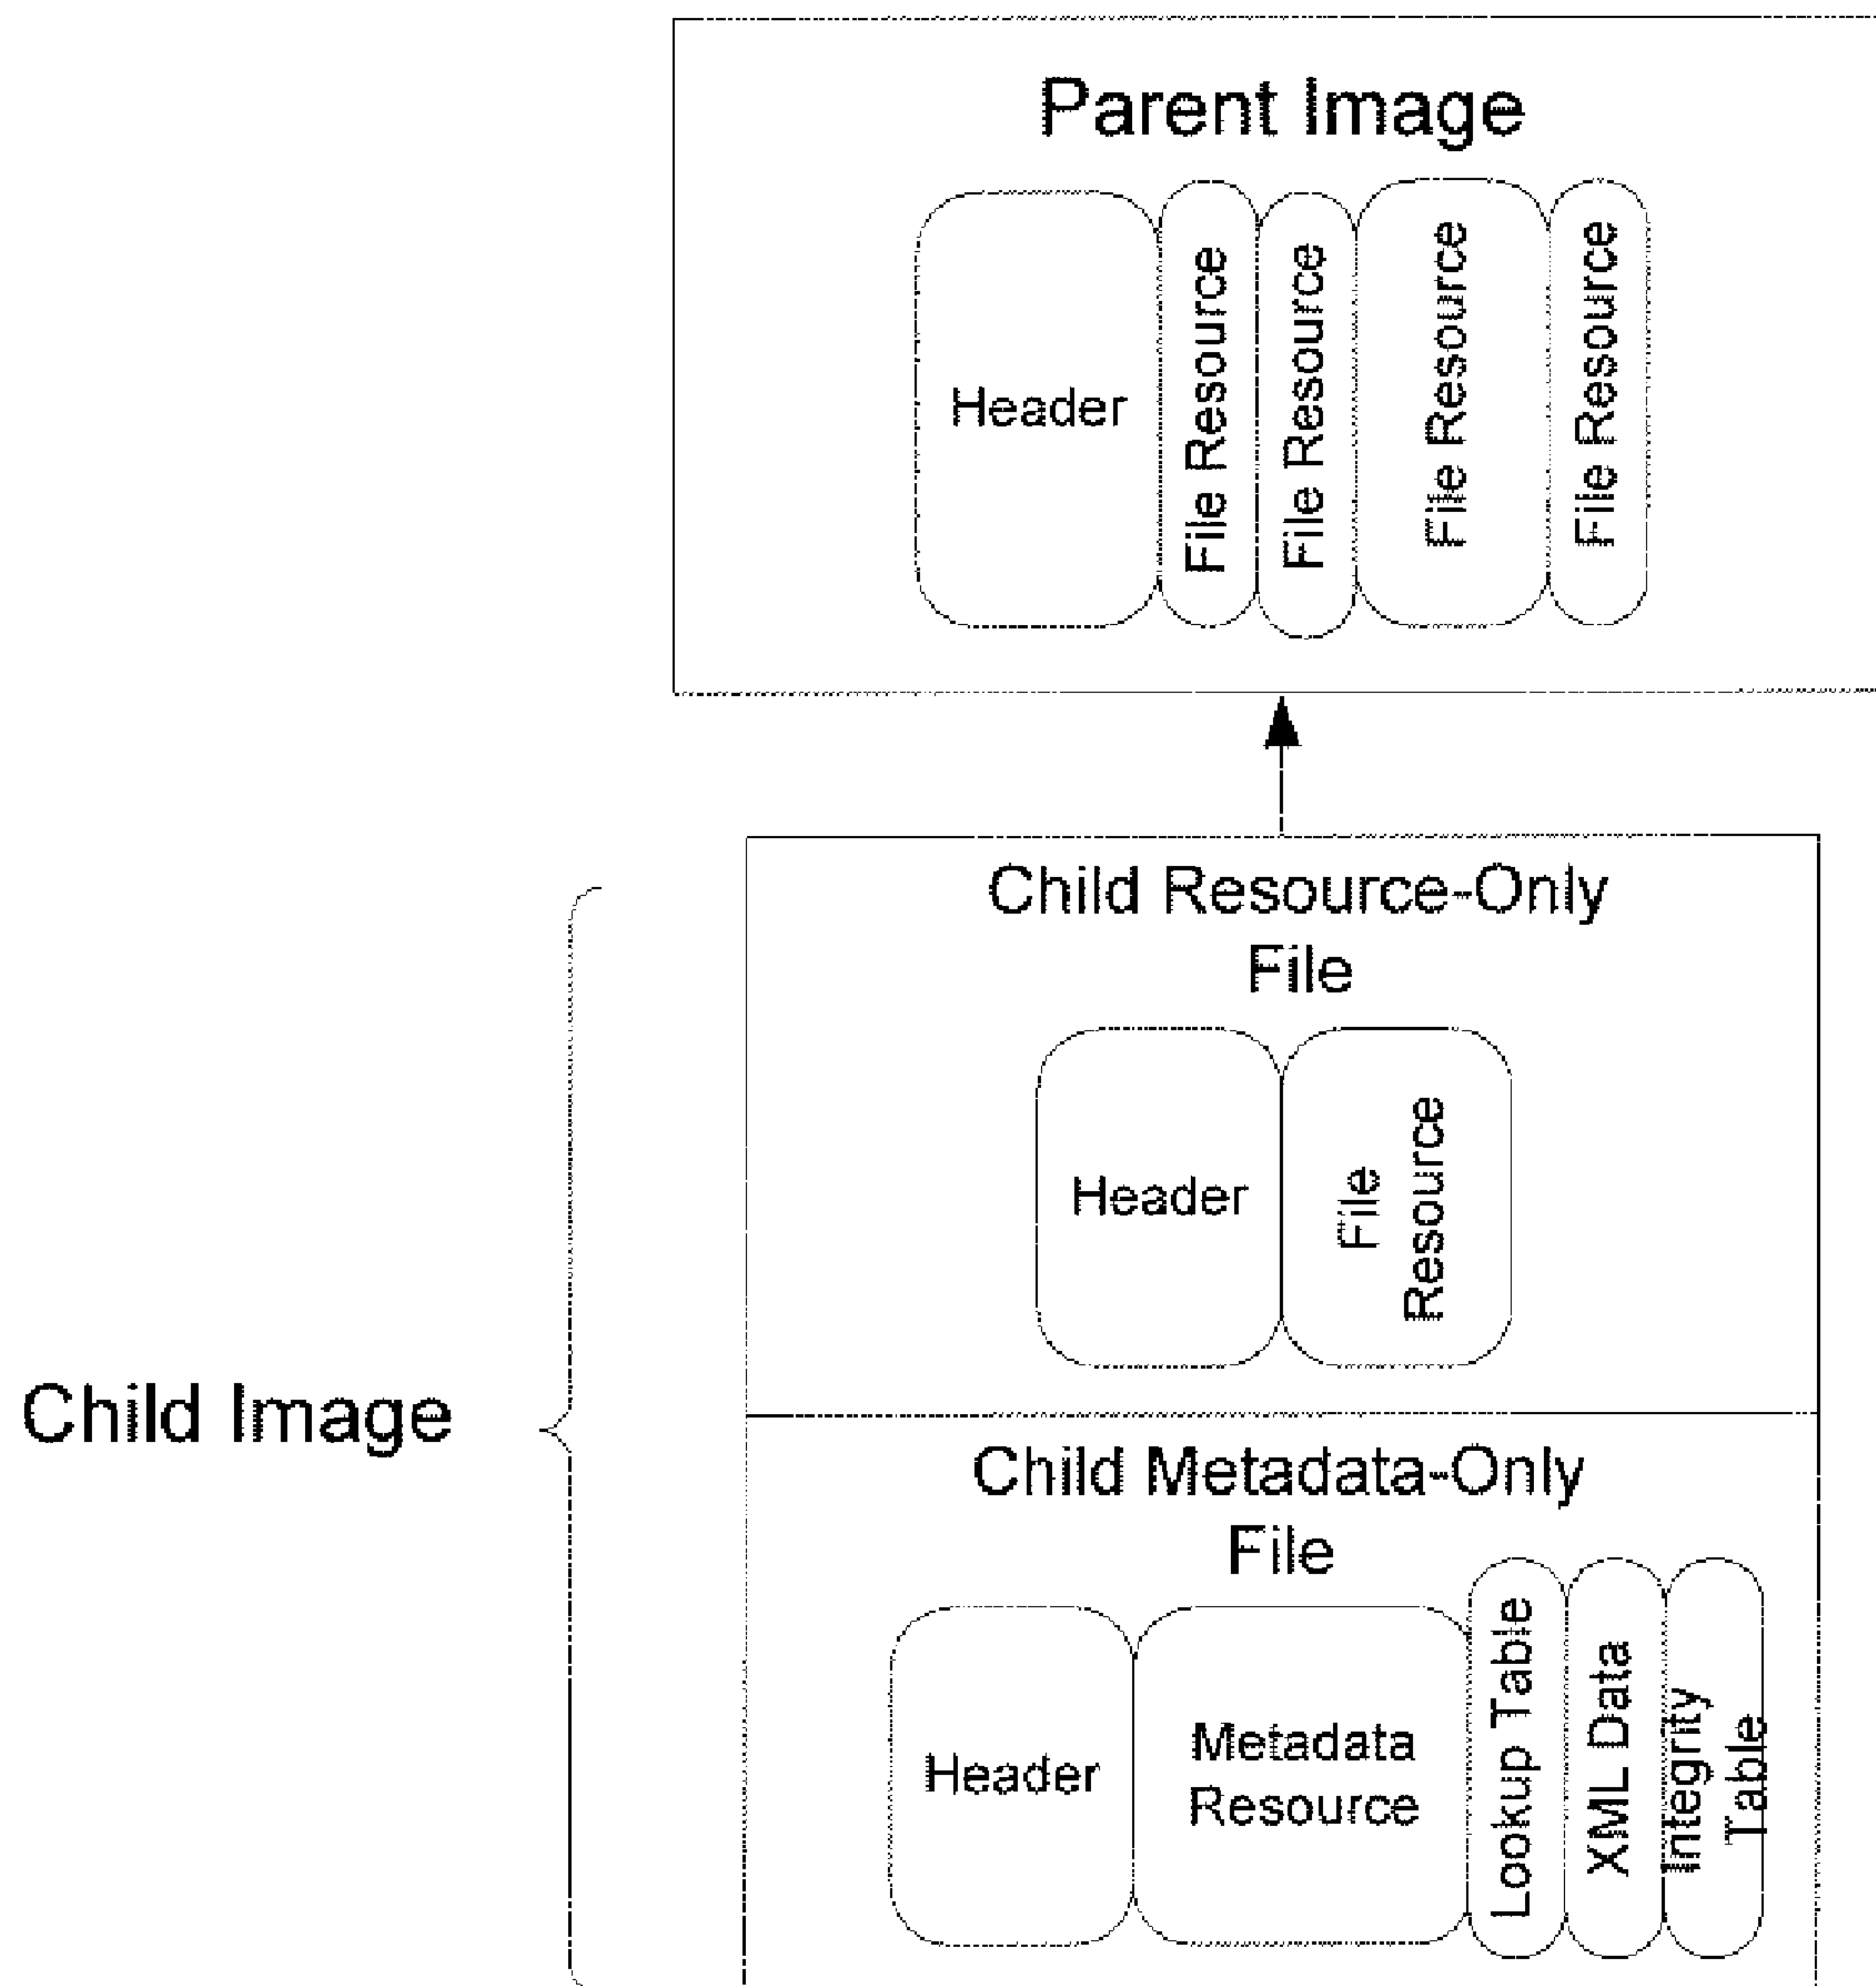 Parent Image
Header
File Resource
File Resource
File Resource
File Resource
Child Resource-Only
File
Header
File
Resource
Child Image
Child Metadata-Only
File
Header
Metadata
Resource
Lookup Table
XML Data
Integrity
Table